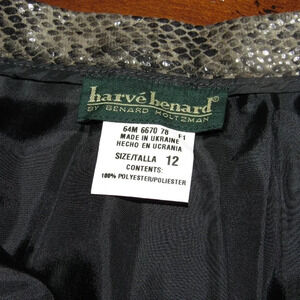 harvé benard®
BY BENARD HOLTZMAN
64M 6670 78
MADE IN UKRAINE
HECHO EN UCRANIA
SIZE/TALLA 12
CONTENTS:
100% POLYESTER/POLIESTER